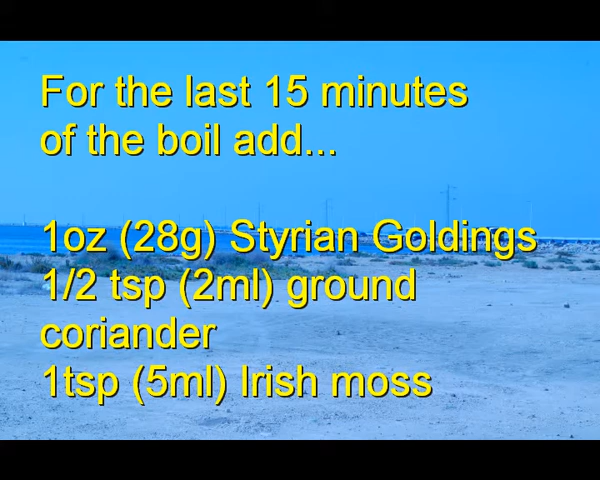 For the last 15 minutes
of the boil add...
1oz (28g) Styrian Goldings
1/2 tsp (2ml) ground
coriander
1tsp (5ml) Irish moss